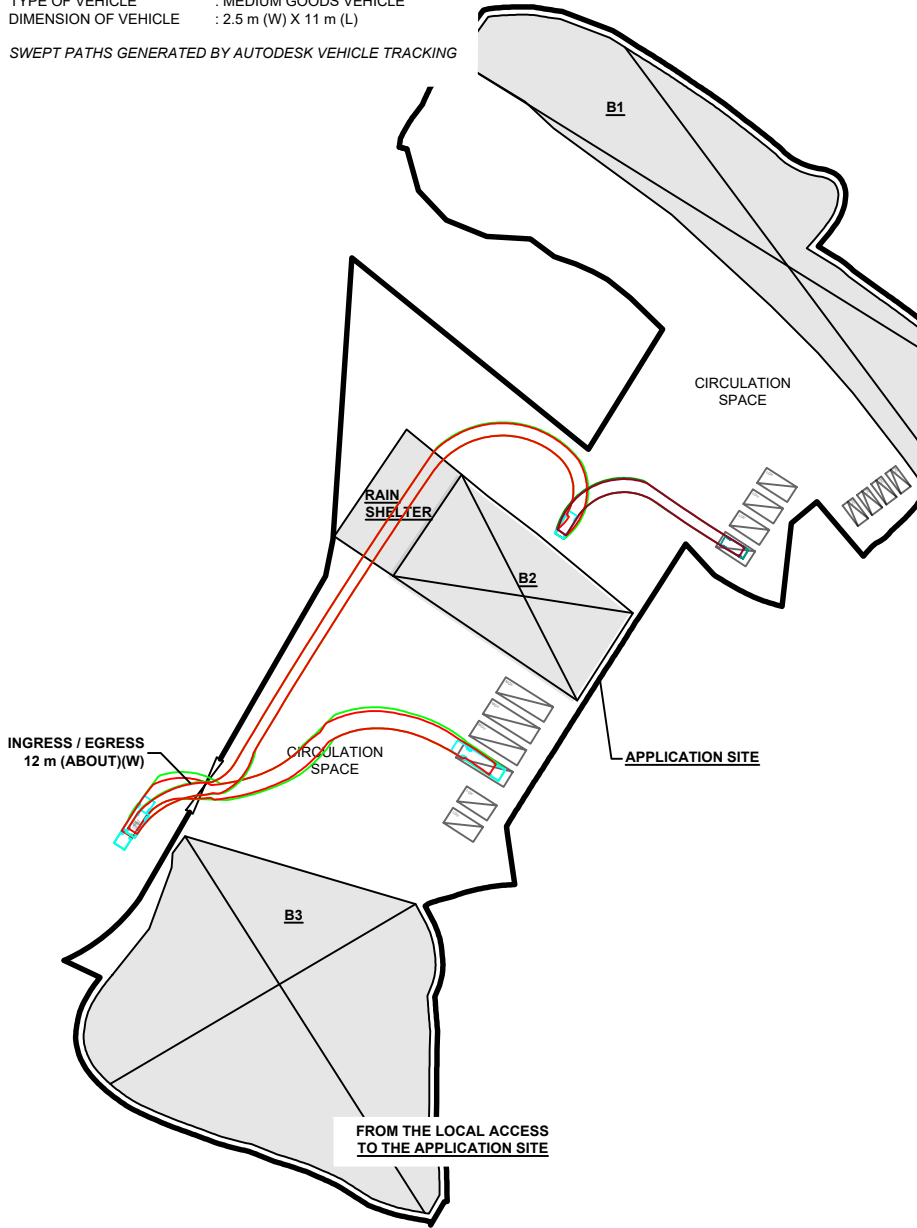 TYPE OF VEHICLE : MEDIUM GOODS VEHICLE
DIMENSION OF VEHICLE : 2.5 m (W) X 11 m (L)
SWEPT PATHS GENERATED BY AUTODESK VEHICLE TRACKING
B1
CIRCULATION
SPACE
RAIN
SHELTER
B2
INGRESS / EGRESS
12 m (ABOUT)(W)
CIRCULATION
SPACE
APPLICATION SITE
B3
FROM THE LOCAL ACCESS
TO THE APPLICATION SITE